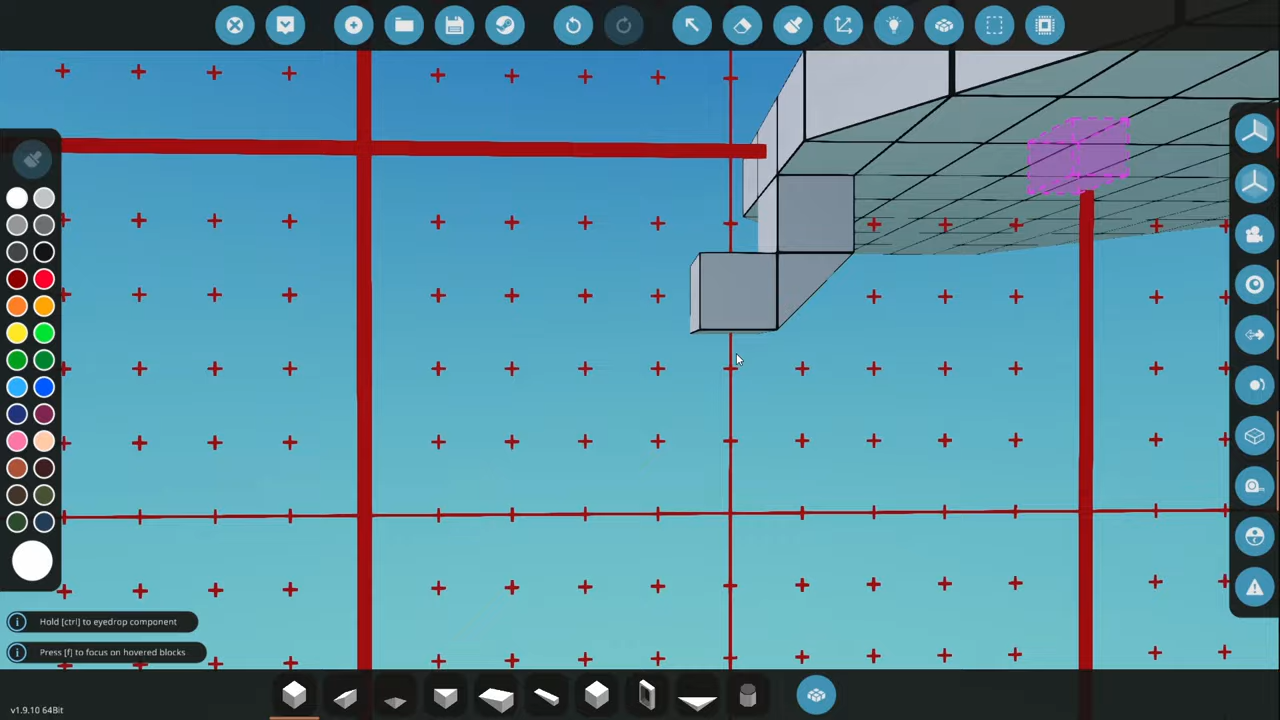 Hold [ctrl] to eyedrop component
Press [f] to focus on hovered blocks
v1.9.10 64Bit